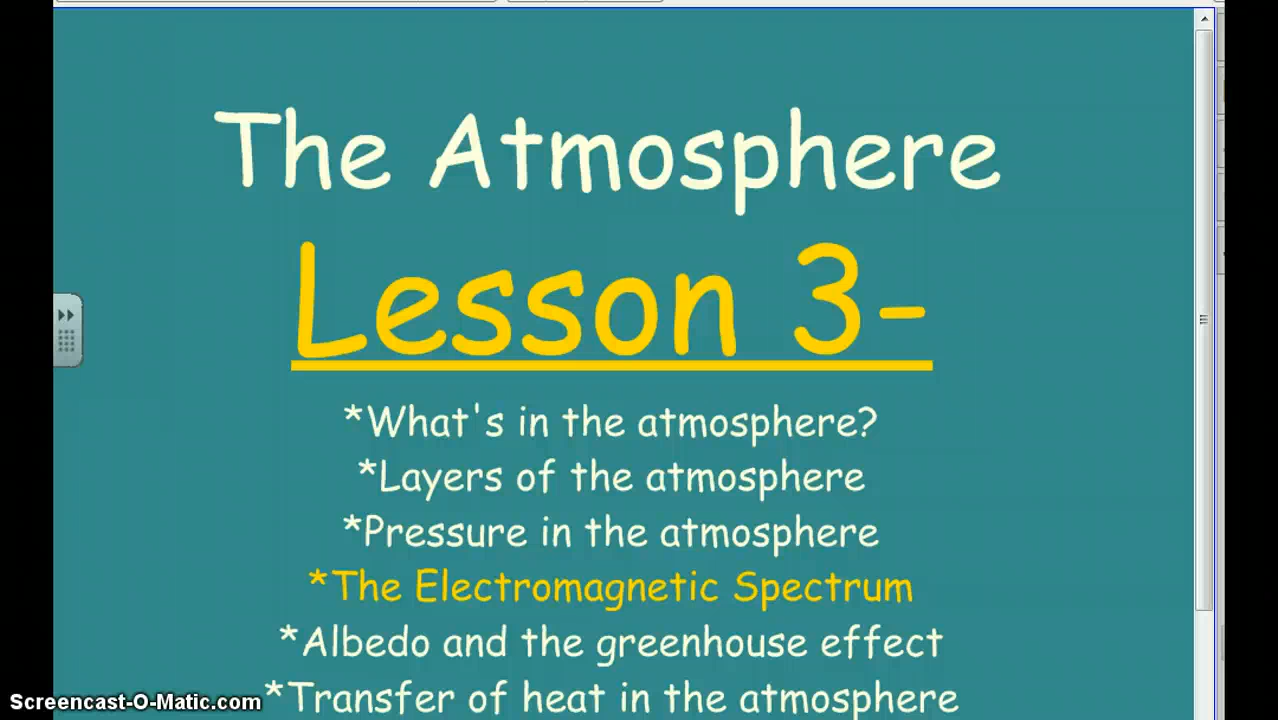 The Atmosphere
Lesson 3-
*What's in the atmosphere?
*Layers of the atmosphere
*Pressure in the atmosphere
*The Electromagnetic Spectrum
*Albedo and the greenhouse effect
*Transfer of heat in the atmosphere
Screencast-O-Matic.com